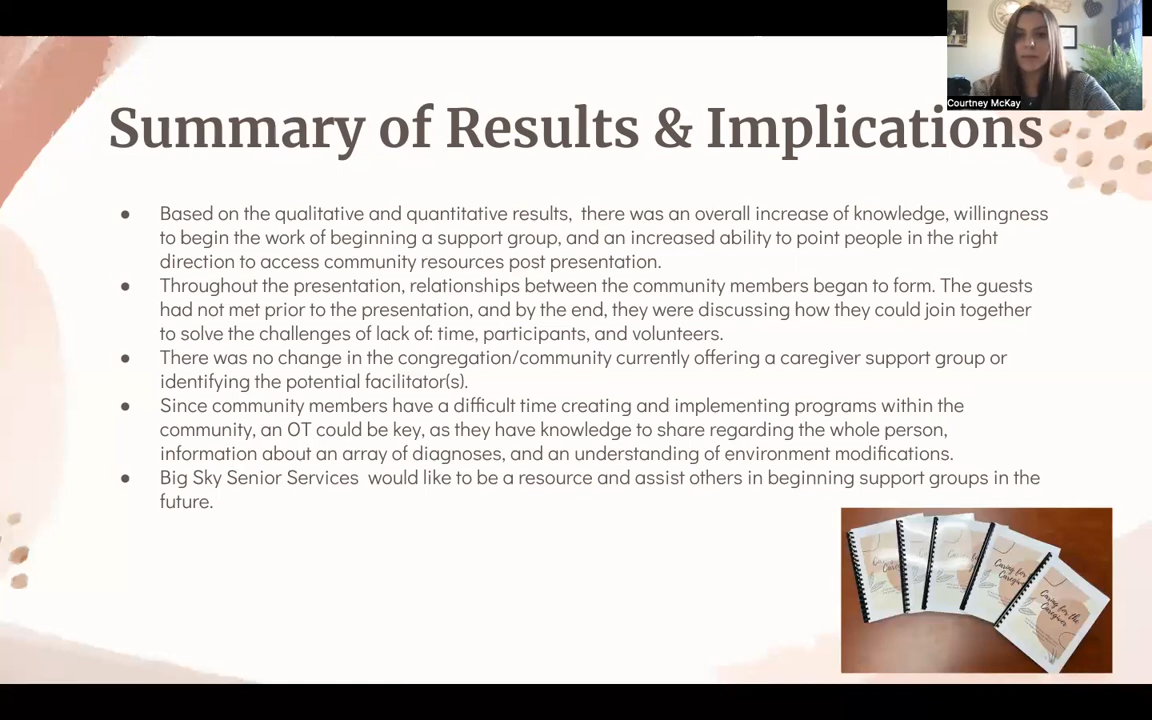 Courtney McKay
Summary of Results & Implications
● Based on the qualitative and quantitative results,  there was an overall increase of knowledge, willingness
to begin the work of beginning a support group, and an increased ability to point people in the right
direction to access community resources post presentation.
● Throughout the presentation, relationships between the community members began to form. The guests
had not met prior to the presentation, and by the end, they were discussing how they could join together
to solve the challenges of lack of: time, participants, and volunteers.
● There was no change in the congregation/community currently offering a caregiver support group or
identifying the potential facilitator(s).
● Since community members have a difficult time creating and implementing programs within the
community, an OT could be key, as they have knowledge to share regarding the whole person,
information about an array of diagnoses, and an understanding of environment modifications.
● Big Sky Senior Services  would like to be a resource and assist others in beginning support groups in the
future.
Caring for
Caring for the
Caregiver